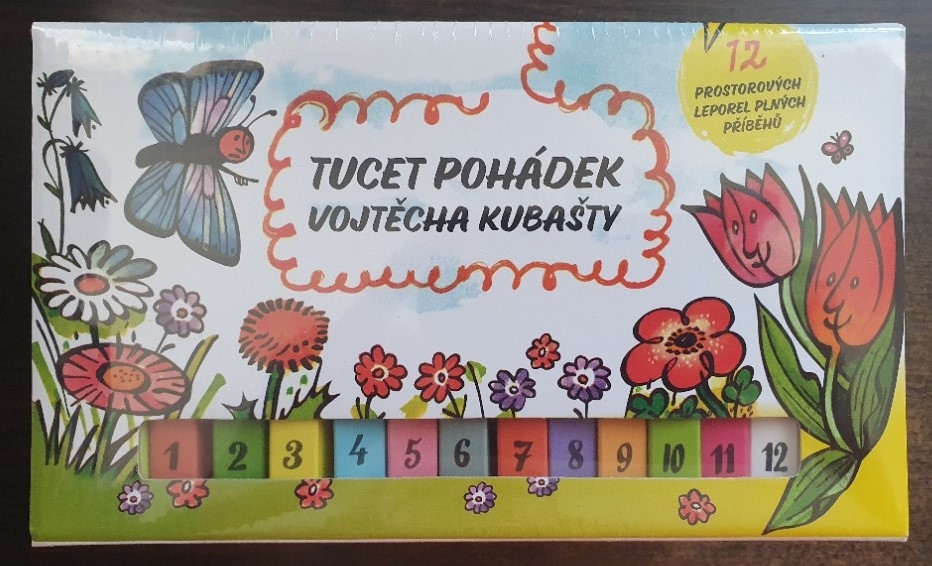 12
PROSTOROVÝCH
LEPOREL PLNÝCH
PŘÍBĚHŮ
TUCET POHÁDEK
VOJTĚCHA KUBAŠTY
1 2 3 4 5 6 7 8 9 10 11 12